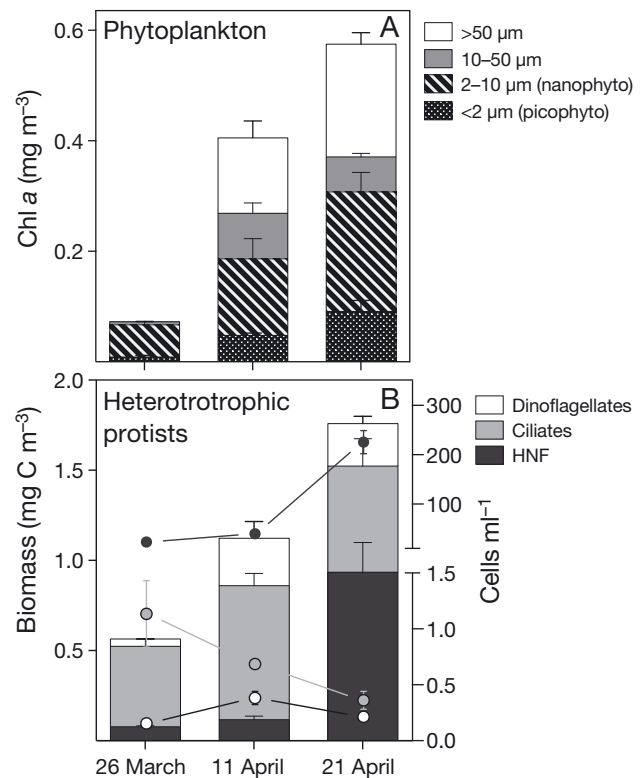 Phytoplankton
A
>50 µm
10–50 µm
2–10 µm (nanophyto)
<2 µm (picophyto)
Chl a (mg m–3)
0.6
0.4
0.2
Heterotrotrophic
protists
B
Dinoflagellates
Ciliates
HNF
Biomass (mg C m–3)
2.0
1.5
1.0
0.5
300
200
100
1.5
1.0
0.5
0.0
Cells ml–1
26 March
11 April
21 April